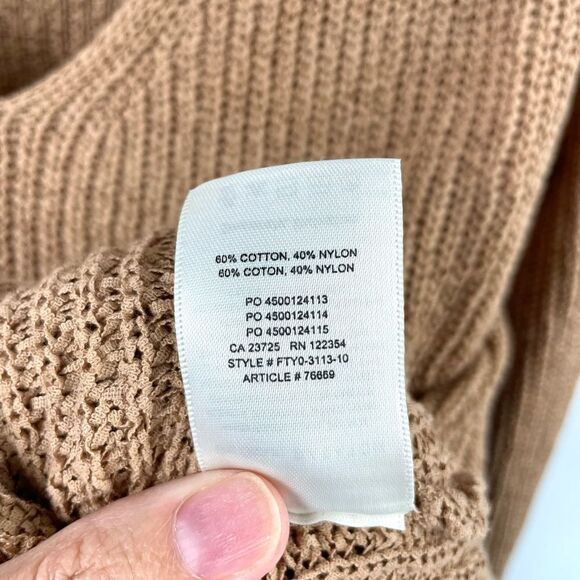 60% COTTON, 40% NYLON
60% COTON, 40% NYLON
PO 4500124113
PO 4500124114
PO 4500124115
CA 23725 RN 122354
STYLE # FTY0-3113-10
ARTICLE # 76669